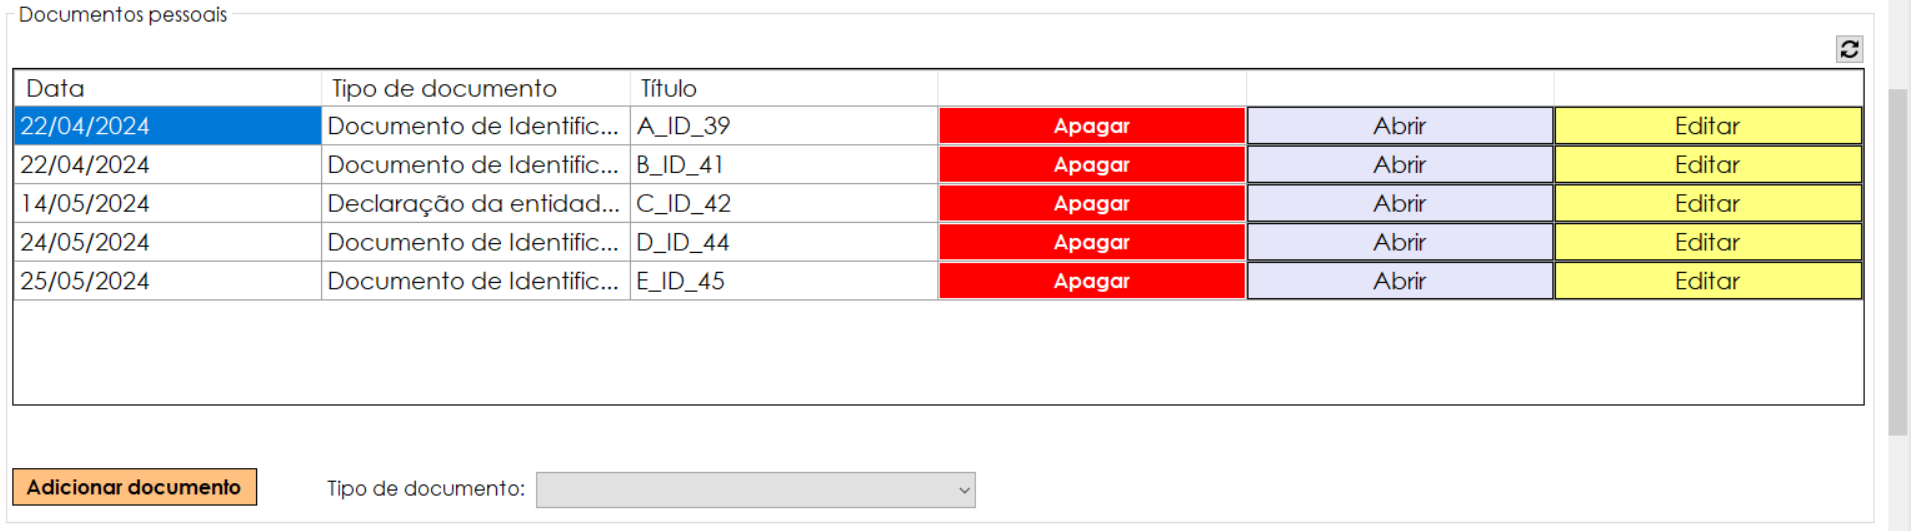 Documentos pessoais
Data Tipo de documento Título
22/04/2024 Documento de Identific... A_ID_39 Apagar Abrir Editar
22/04/2024 Documento de Identific... B_ID_41 Apagar Abrir Editar
14/05/2024 Declaração da entidad... C_ID_42 Apagar Abrir Editar
24/05/2024 Documento de Identific... D_ID_44 Apagar Abrir Editar
25/05/2024 Documento de Identific... E_ID_45 Apagar Abrir Editar
Adicionar documento Tipo de documento: